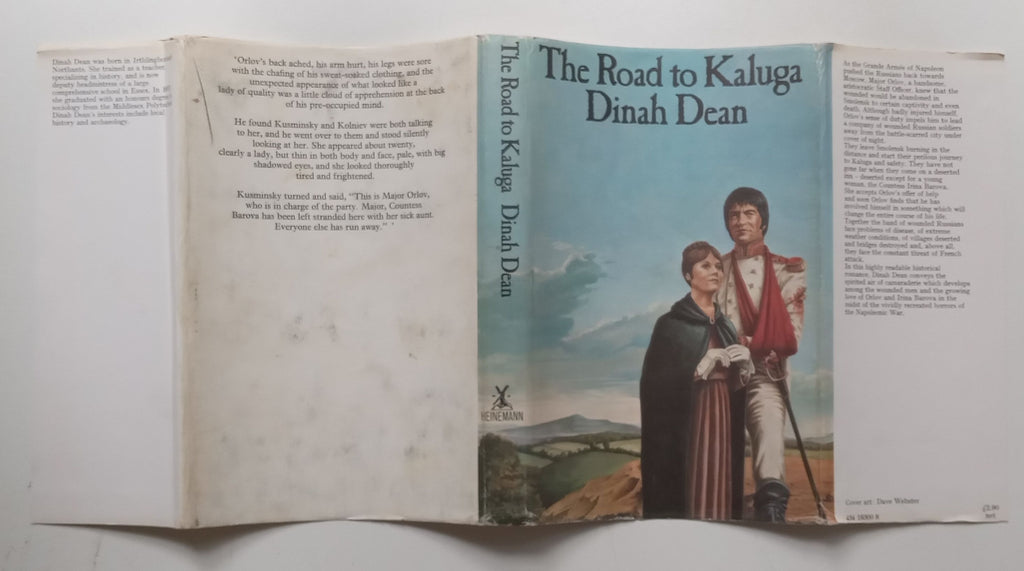 Dinah Dean was born in Irthlingborough
Northants. She trained as a teacher,
specializing in history, and is now
deputy headmistress of a large
comprehensive school in Essex. In
she graduated with an honours degree
sociology from the Middlesex
Dinah Dean's interests include local
history and archaeology.
'Orlov's back ached, his arm hurt, his legs were sore
with the chafing of his sweat-soaked clothing, and the
unexpected appearance of what looked like a
lady of quality was a little cloud of apprehension at the back
of his pre-occupied mind.
He found Kusminsky and Kolniev were both talking
to her, and he went over to them and stood silently
looking at her. She appeared about twenty,
clearly a lady, but thin in both body and face, pale, with big
shadowed eyes, and she looked thoroughly
tired and frightened.
Kusminsky turned and said, "This is Major Orlov,
who is in charge of the party. Major, Countess
Barova has been left stranded here with her sick aunt.
Everyone else has run away." '
The Road to Kaluga Dinah Dean
HEINEMANN
The Road to Kaluga
Dinah Dean
As the Grande Armée of Napoleon
pushed the Russians back towards
Moscow, Major Orlov, a handsome,
aristocratic Staff Officer, knew that the
wounded would be abandoned in
Smolensk to certain captivity and even
death. Although badly injured himself,
Orlov's sense of duty impels him to lead
a company of wounded Russian soldiers
away from the battle-scarred city under
cover of night.
They leave Smolensk burning in the
distance and start their perilous journey
to Kaluga and safety. They have not
gone far when they come on a deserted
inn - deserted except for a young
woman, the Countess Irina Barova.
She accepts Orlov's offer of help
and soon Orlov finds that he has
involved himself in something which will
change the entire course of his life.
Together the band of wounded Russians
face problems of disease, of extreme
weather conditions, of villages deserted
and bridges destroyed and, above all,
they face the constant threat of French
attack.
In this highly readable historical
romance, Dinah Dean conveys the
spirited air of camaraderie which develops
among the wounded men and the growing
love of Orlov and Irina Barova in the
midst of the vividly recreated horrors of
the Napoleonic War.
Cover art: Dave Webster
£3.90
net
434